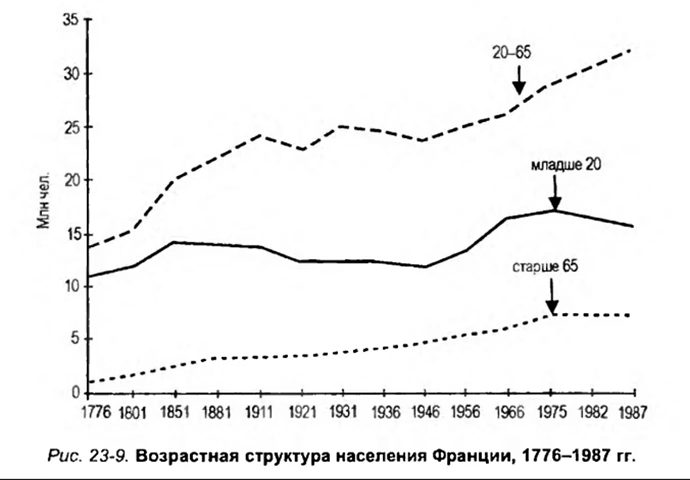 35
30
25
20
15
10
5
0
Млн чел.
20–65
младше 20
старше 65
1776 1601 1851 1881 1911 1921 1931 1936 1946 1956 1966 1975 1982 1987
Рис. 23-9. Возрастная структура населения Франции, 1776–1987 гг.